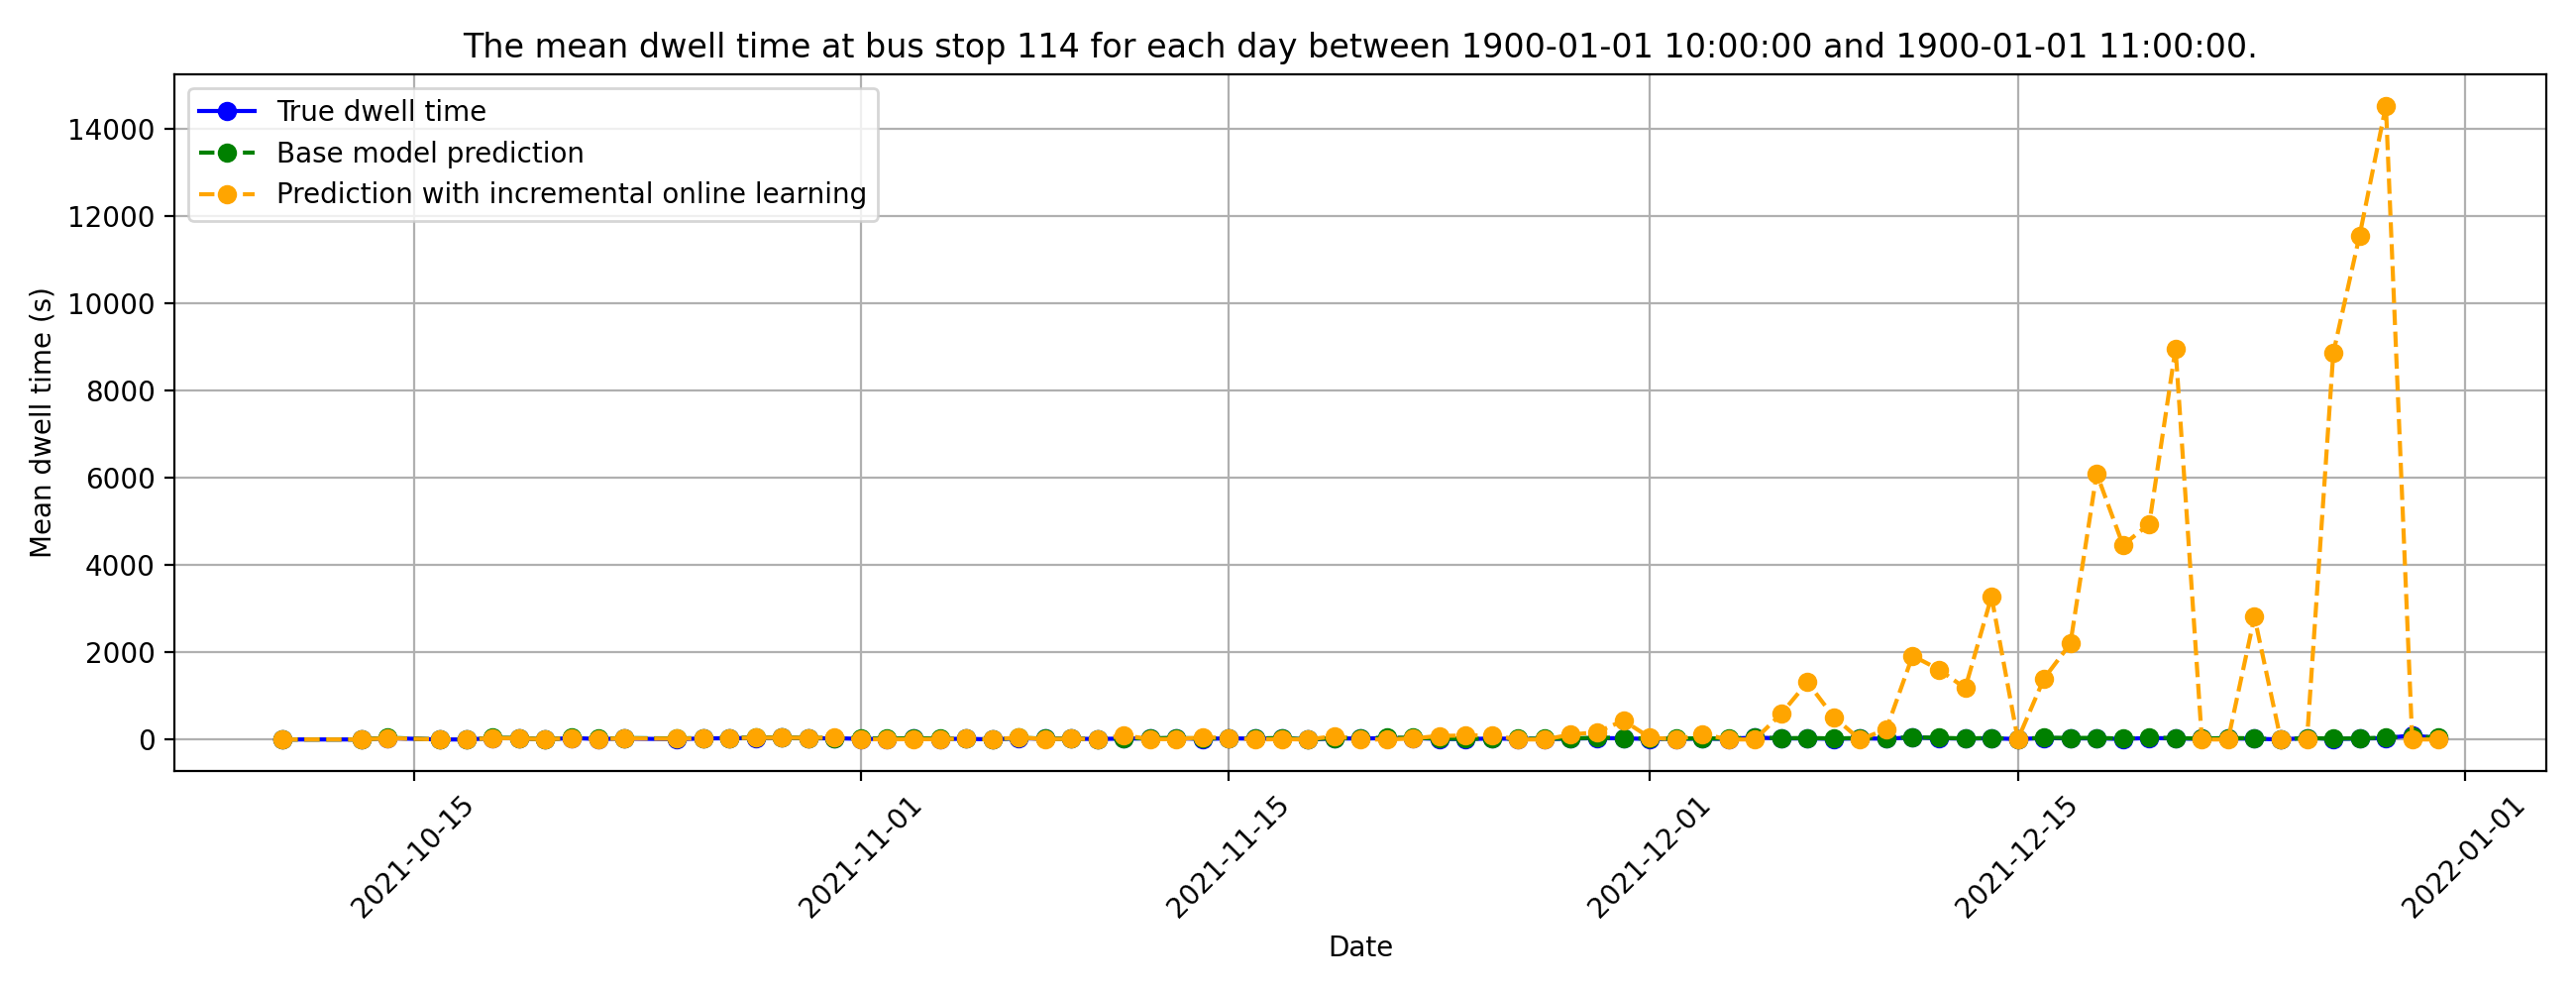 The mean dwell time at bus stop 114 for each day between 1900-01-01 10:00:00 and 1900-01-01 11:00:00.
True dwell time
Base model prediction
Prediction with incremental online learning
Mean dwell time (s)
14000
12000
10000
8000
6000
4000
2000
0
2021-10-15
2021-11-01
2021-11-15
2021-12-01
2021-12-15
2022-01-01
Date